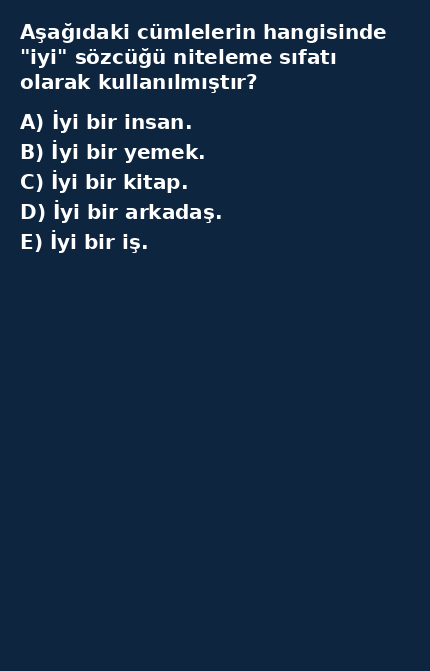 Aşağıdaki cümlelerin hangisinde
"iyi" sözcüğü niteleme sıfatı
olarak kullanılmıştır?
A) İyi bir insan.
B) İyi bir yemek.
C) İyi bir kitap.
D) İyi bir arkadaş.
E) İyi bir iş.